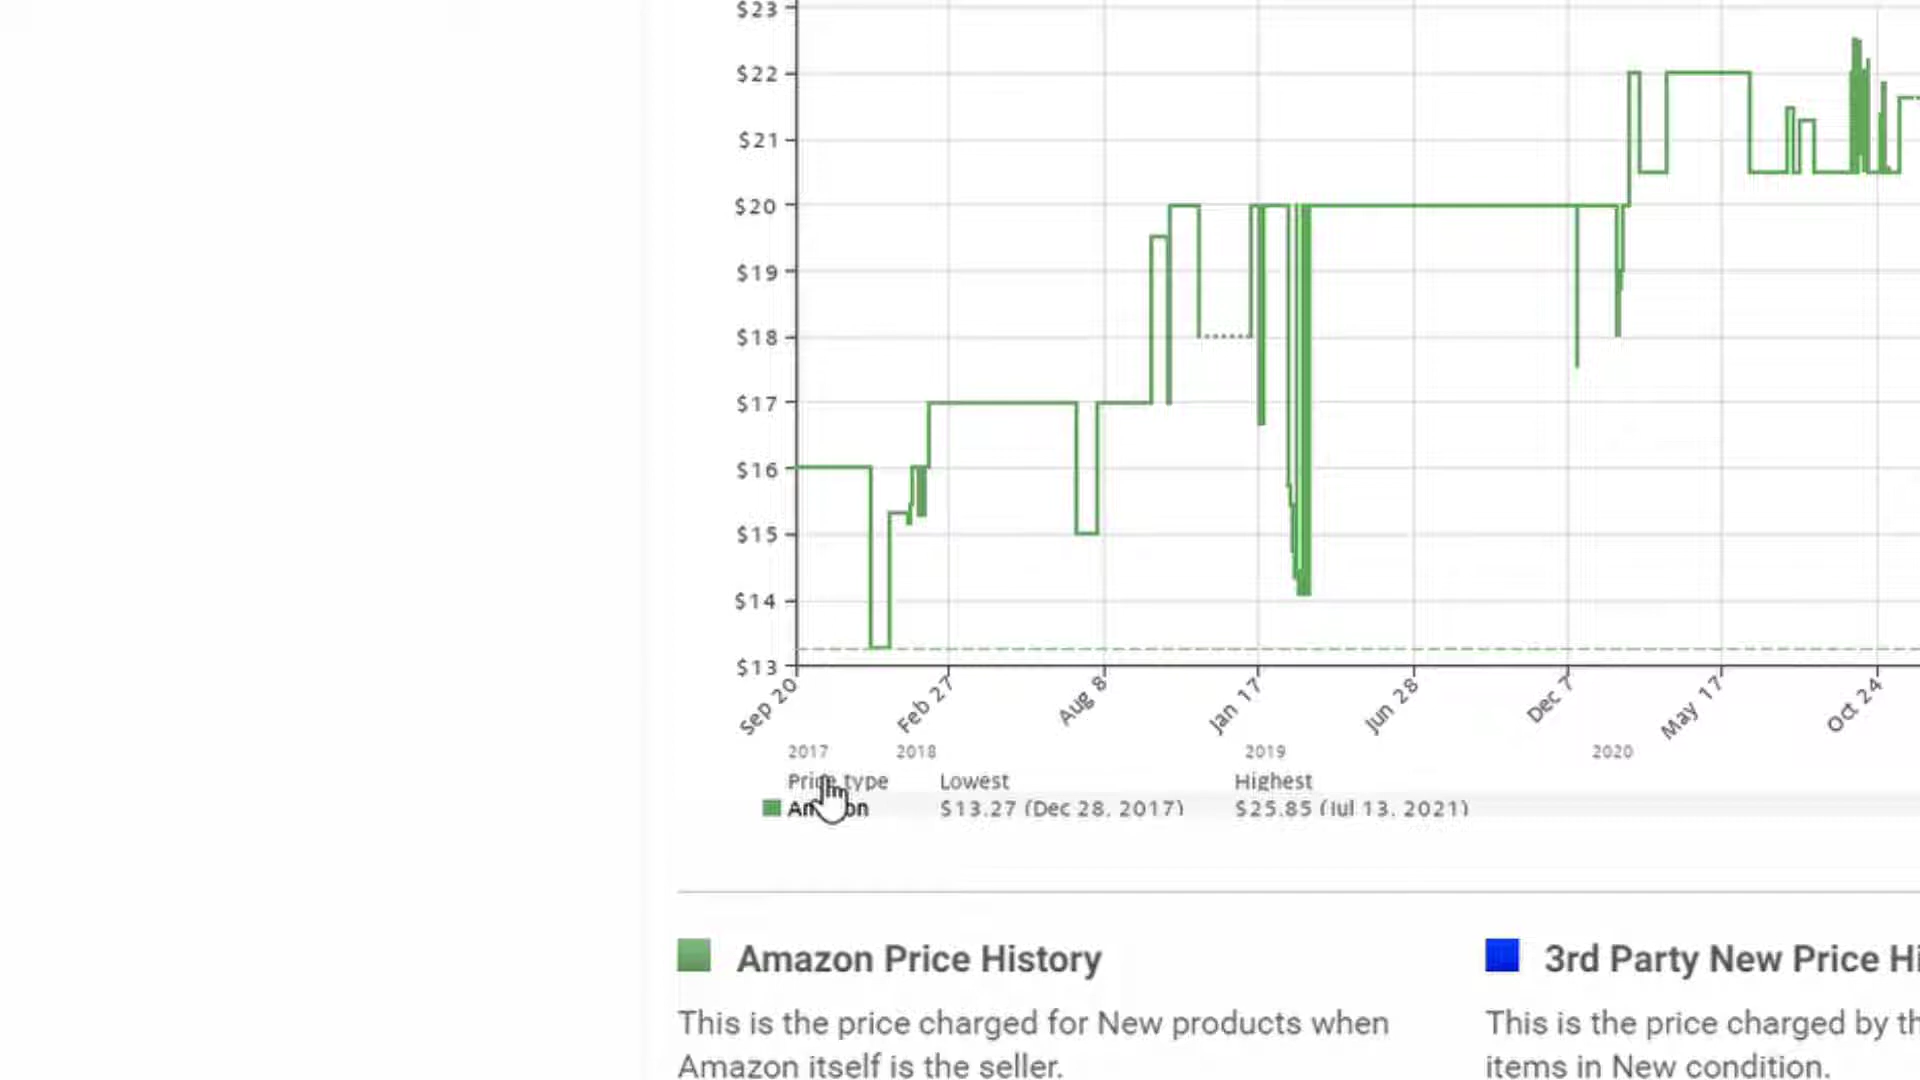 $23
$22
$21
$20
$19
$18
$17
$16
$15
$14
$13
Sep 20
Feb 27
Aug 8
Jan 17
Jun 28
Dec 7
May 17
Oct 24
2017
2018
2019
2020
Price type Lowest Highest
Amazon $13.27 (Dec 28, 2017) $25.85 (Jul 13, 2021)
Amazon Price History
This is the price charged for New products when
Amazon itself is the seller.
3rd Party New Price Hi
This is the price charged by th
items in New condition.